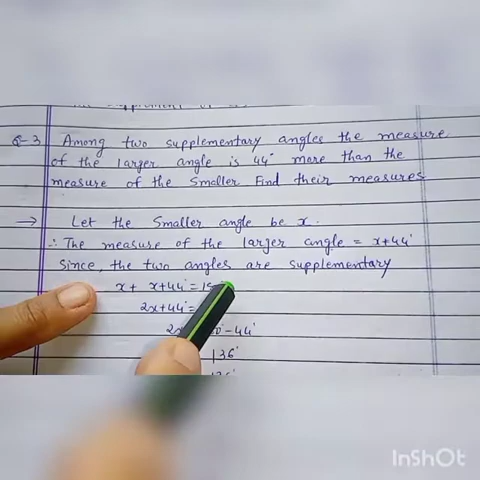 Q-3 Among two supplementary angles the measure
of the larger angle is 44° more than the
measure of the Smaller Find their measures
→ Let the Smaller angle be x.
∴ The measure of the larger angle = x+44°
Since, the two angles are supplementary
x + x+44° =
2x+44° =
-44°
136°
InShOt